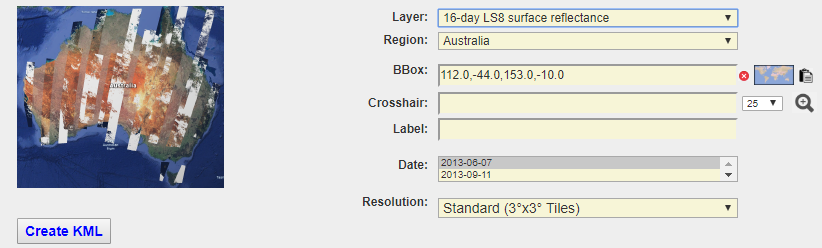 Layer: 16-day LS8 surface reflectance
Region: Australia
BBox: 112.0,-44.0,153.0,-10.0
Crosshair: 25
Label:
Date: 2013-06-07
2013-09-11
Resolution: Standard (3°x3° Tiles)
Australia
Create KML